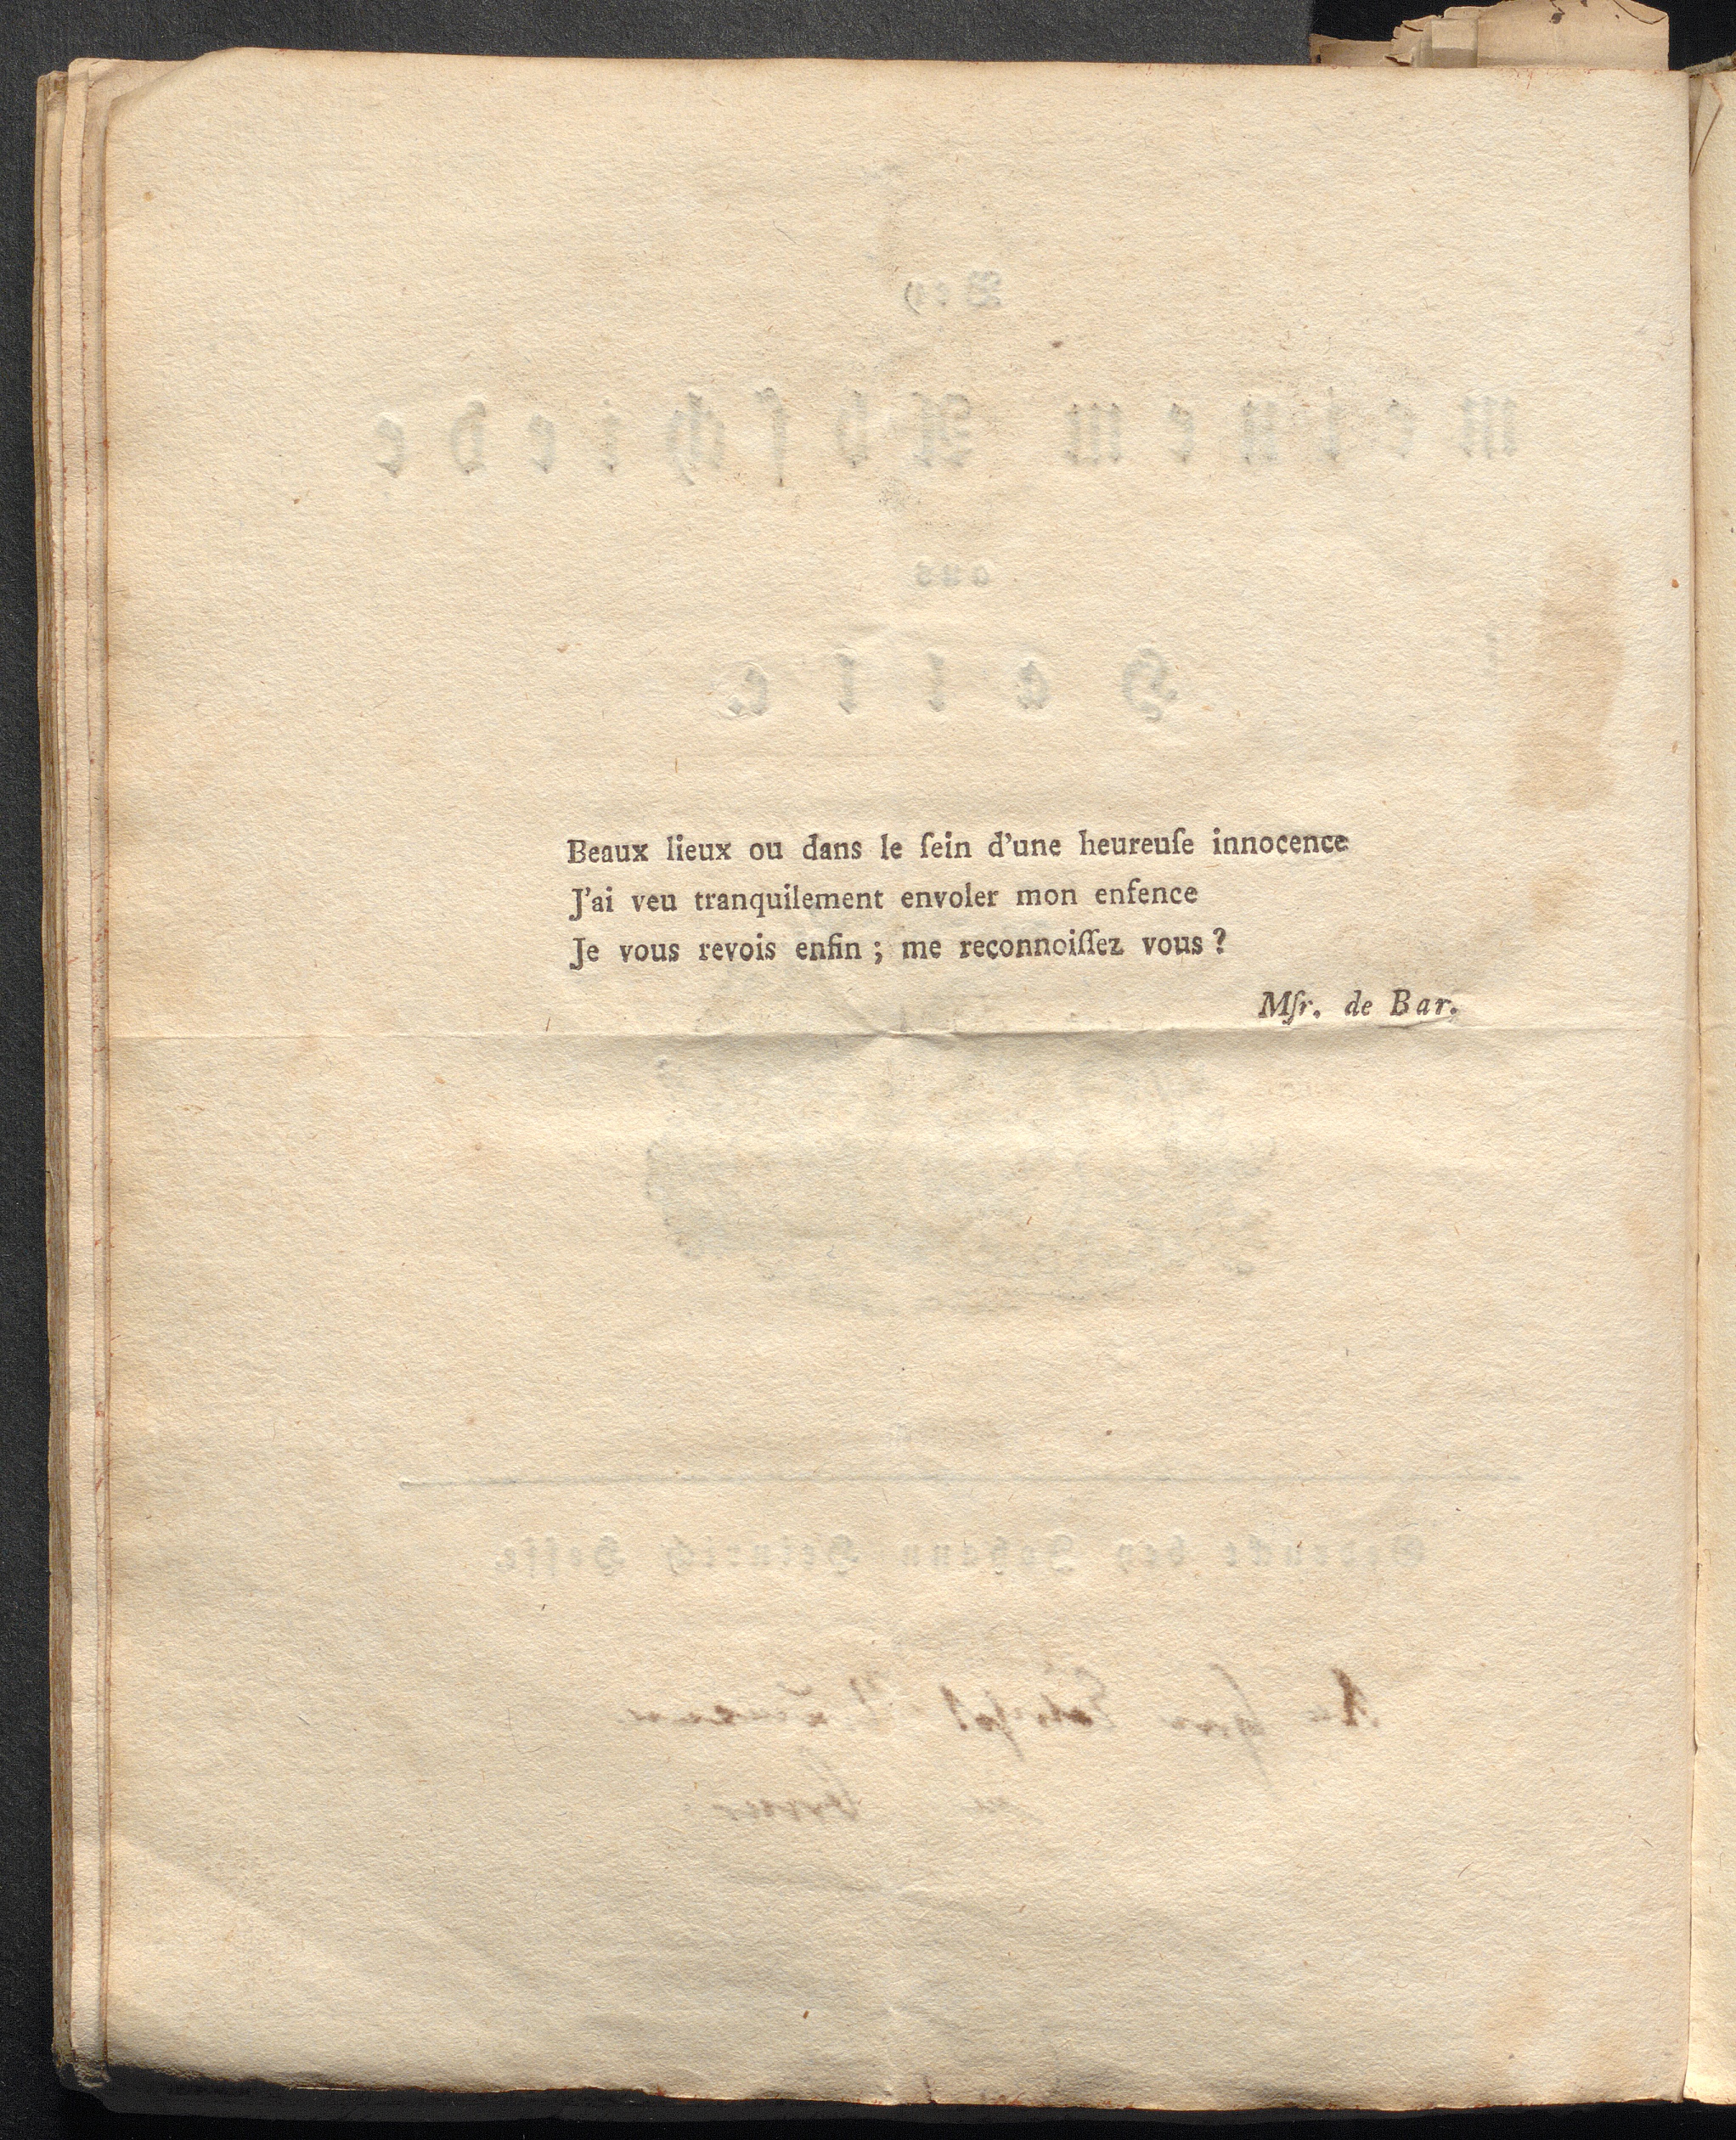 Beaux lieux ou dans le ſein d'une heureuſe innocence
J'ai veu tranquilement envoler mon enfence
Je vous revois enfin ; me reconnoiſſez vous ?
Mſr. de Bar.